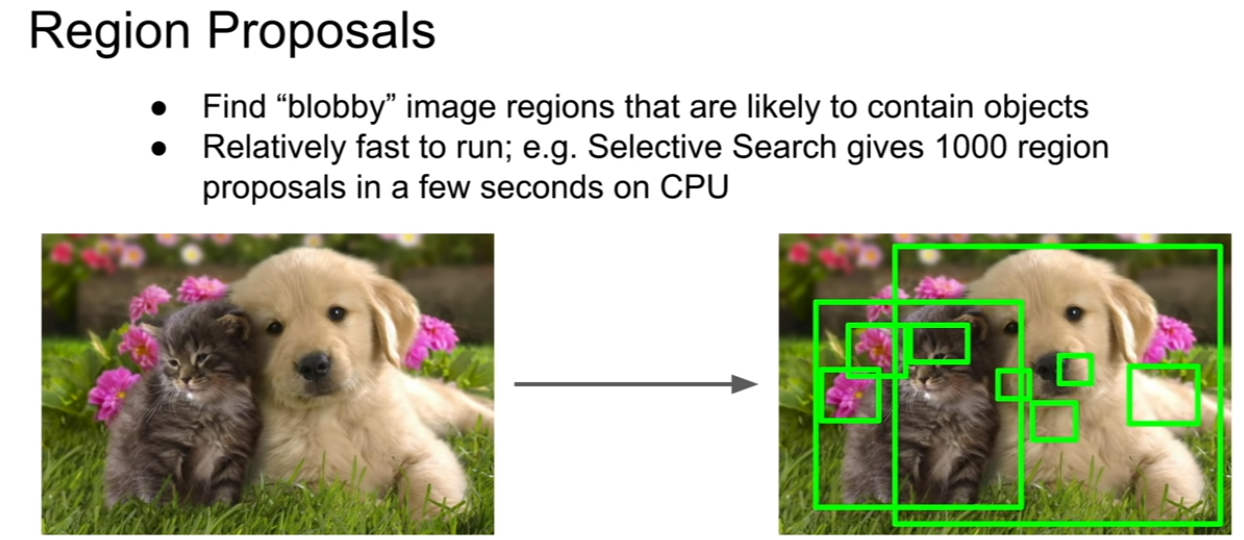 Region Proposals
● Find “blobby” image regions that are likely to contain objects
● Relatively fast to run; e.g. Selective Search gives 1000 region
proposals in a few seconds on CPU